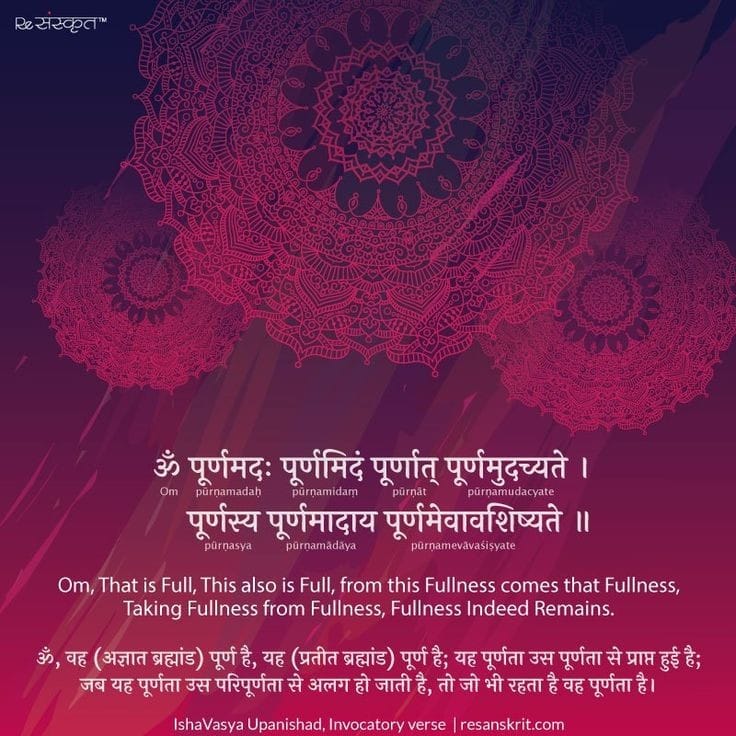 Reसंस्कृत™
ॐ पूर्णमदः पूर्णमिदं पूर्णात् पूर्णमुदच्यते ।
Om pūrṇamadaḥ pūrṇamidaṃ pūrṇāt pūrṇamudacyate
पूर्णस्य पूर्णमादाय पूर्णमेवावशिष्यते ॥
pūrṇasya pūrṇamādāya pūrṇamevāvaśiṣyate
Om, That is Full, This also is Full, from this Fullness comes that Fullness,
Taking Fullness from Fullness, Fullness Indeed Remains.
ॐ, वह (अज्ञात ब्रह्मांड) पूर्ण है, यह (प्रतीत ब्रह्मांड) पूर्ण है; यह पूर्णता उस पूर्णता से प्राप्त हुई है;
जब यह पूर्णता उस परिपूर्णता से अलग हो जाती है, तो जो भी रहता है वह पूर्णता है।
IshaVasya Upanishad, Invocatory verse | resanskrit.com